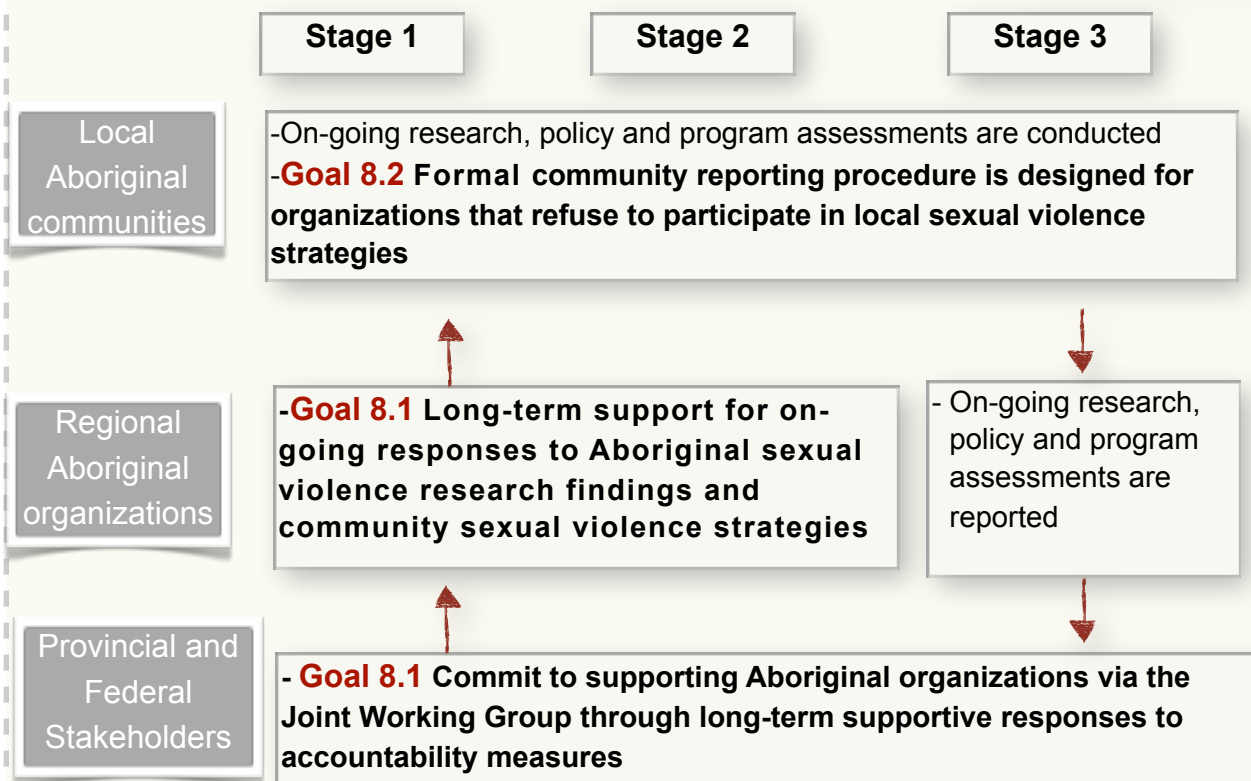 Stage 1
Stage 2
Stage 3
Local
Aboriginal
communities
-On-going research, policy and program assessments are conducted
-Goal 8.2 Formal community reporting procedure is designed for
organizations that refuse to participate in local sexual violence
strategies
Regional
Aboriginal
organizations
-Goal 8.1 Long-term support for on-
going responses to Aboriginal sexual
violence research findings and
community sexual violence strategies
- On-going research,
policy and program
assessments are
reported
Provincial and
Federal
Stakeholders
- Goal 8.1 Commit to supporting Aboriginal organizations via the
Joint Working Group through long-term supportive responses to
accountability measures